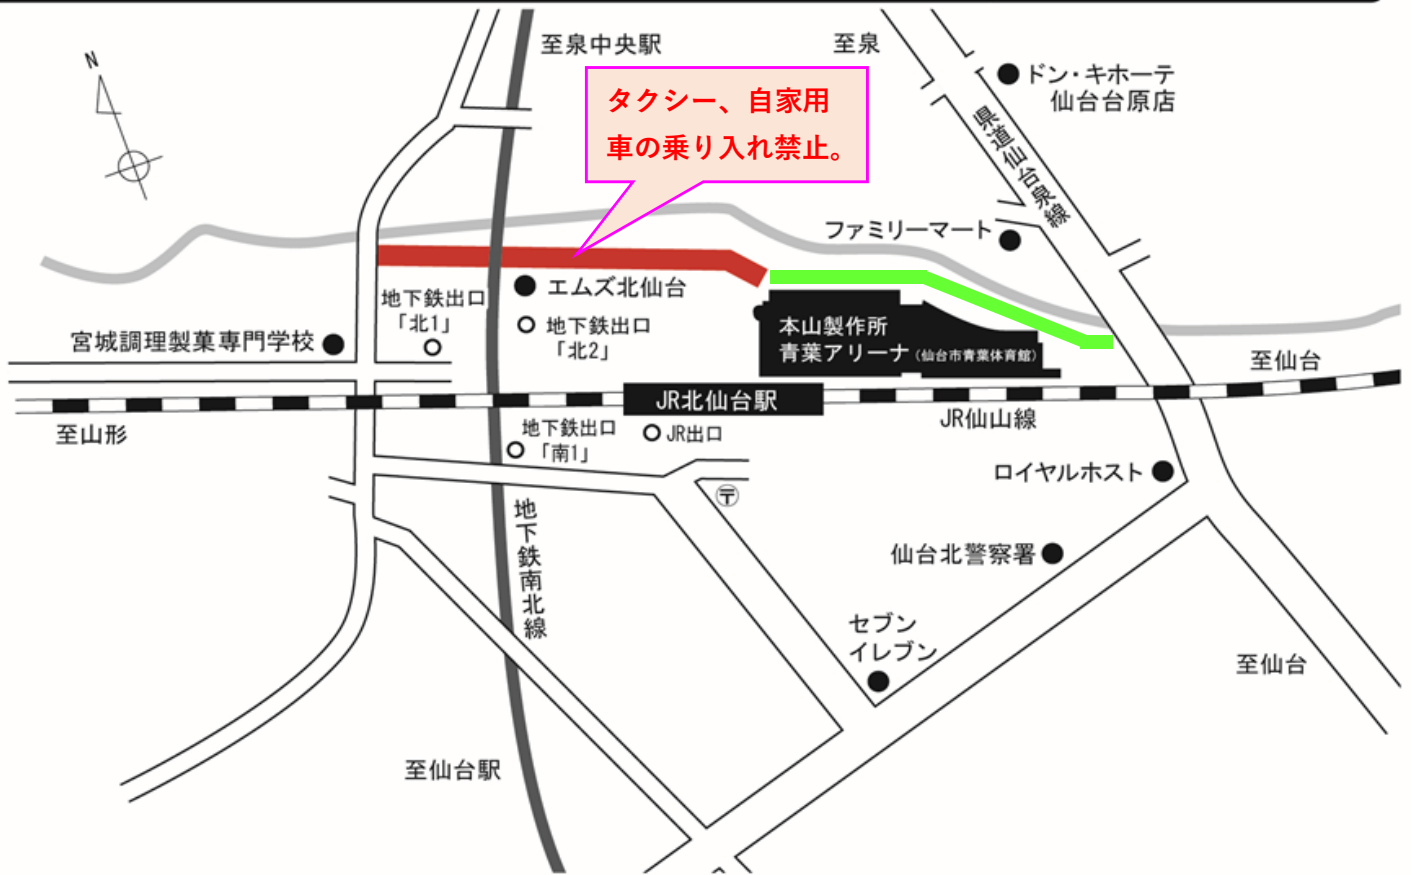 至泉中央駅
至泉
ドン・キホーテ
仙台台原店
タクシー、自家用
車の乗り入れ禁止。
N
県道仙台泉線
ファミリーマート
エムズ北仙台
地下鉄出口
「北1」
地下鉄出口
「北2」
宮城調理製菓専門学校
本山製作所
青葉アリーナ（仙台市青葉体育館）
至仙台
JR北仙台駅
JR仙山線
至山形
地下鉄出口
「南1」
JR出口
〒
ロイヤルホスト
地下鉄南北線
仙台北警察署
セブン
イレブン
至仙台
至仙台駅